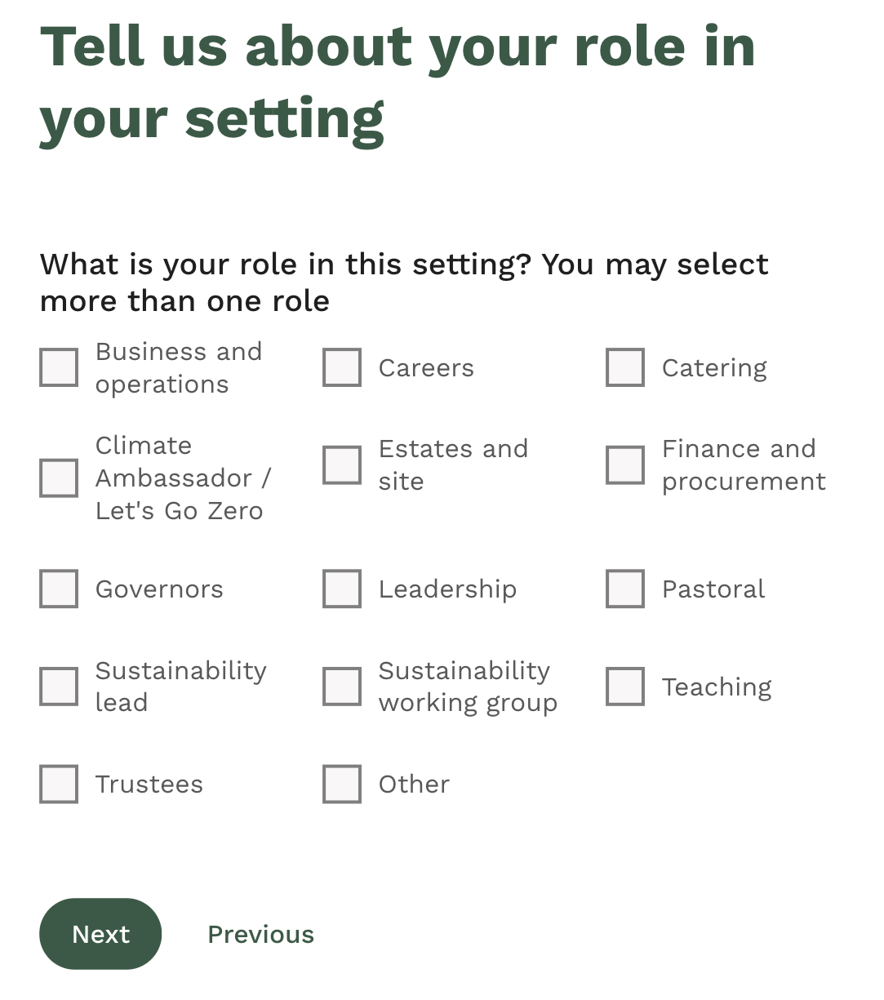 Tell us about your role in
your setting
What is your role in this setting? You may select
more than one role
Business and
operations
Careers
Catering
Climate
Ambassador /
Let's Go Zero
Estates and
site
Finance and
procurement
Governors
Leadership
Pastoral
Sustainability
lead
Sustainability
working group
Teaching
Trustees
Other
Next
Previous